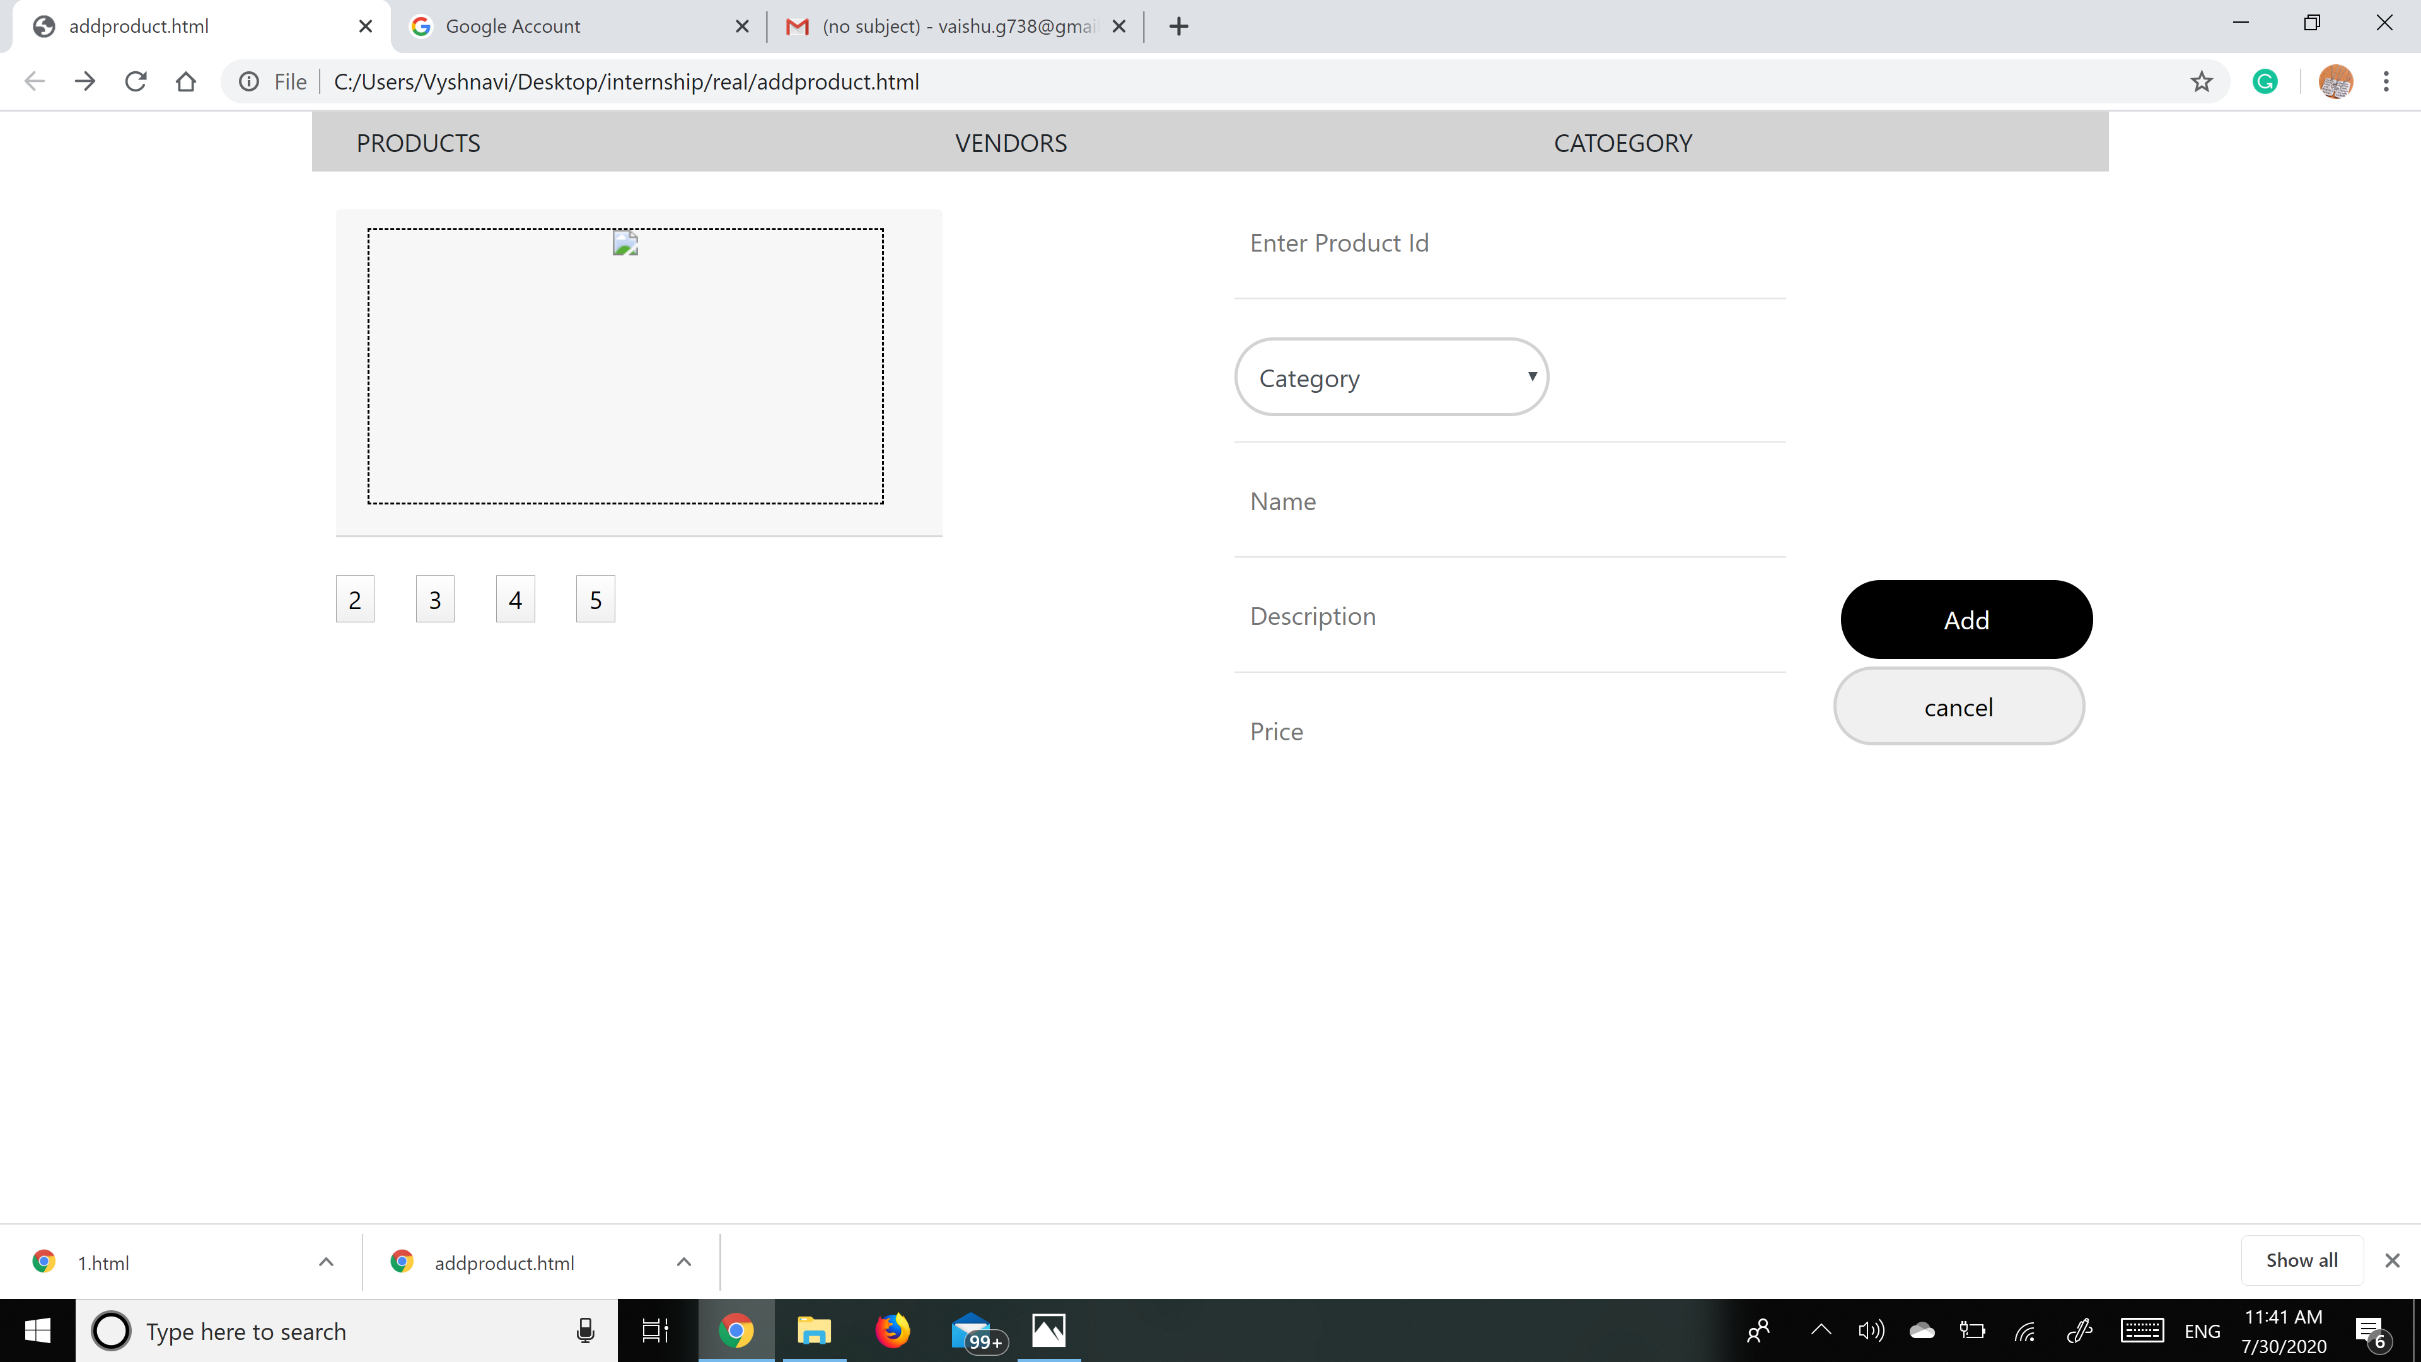 addproduct.html
Google Account
(no subject) - vaishu.g738@gmai
File
C:/Users/Vyshnavi/Desktop/internship/real/addproduct.html
PRODUCTS VENDORS CATOEGORY
Enter Product Id
Category
Name
Description
Price
2 3 4 5
Add
cancel
1.html
addproduct.html
Show all
Type here to search
99+
ENG
11:41 AM
7/30/2020
6